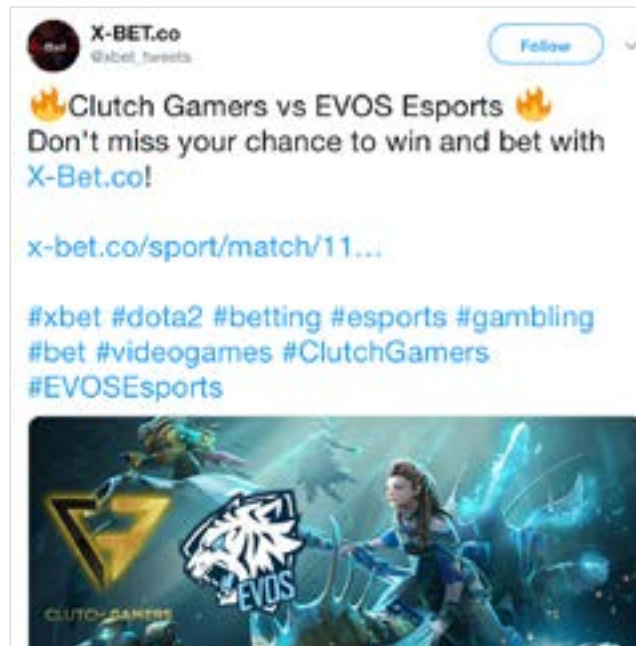 X-BET.co
@xbet_tweets
Follow
🔥Clutch Gamers vs EVOS Esports 🔥
Don't miss your chance to win and bet with
X-Bet.co!
x-bet.co/sport/match/11...
#xbet #dota2 #betting #esports #gambling
#bet #videogames #ClutchGamers
#EVOSEsports
EVOS
CLUTCH GAMERS